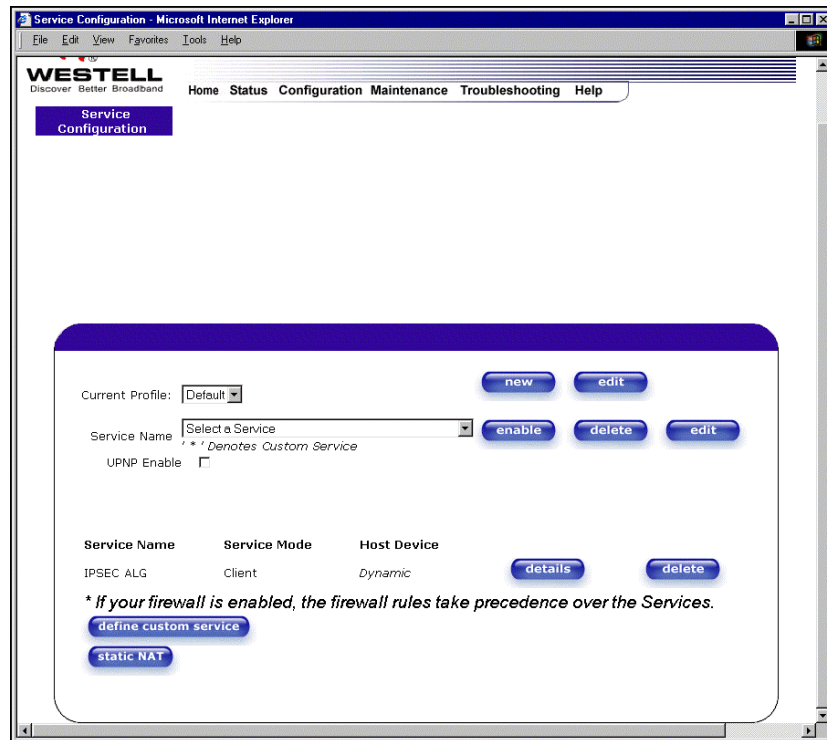 Service Configuration - Microsoft Internet Explorer
File Edit View Favorites Tools Help
®
WESTELL
Discover Better Broadband
Home Status Configuration Maintenance Troubleshooting Help
Service
Configuration
new edit
Current Profile: Default
Service Name Select a Service enable delete edit
' * ' Denotes Custom Service
UPNP Enable
Service Name Service Mode Host Device
IPSEC ALG Client Dynamic details delete
* If your firewall is enabled, the firewall rules take precedence over the Services.
define custom service
static NAT